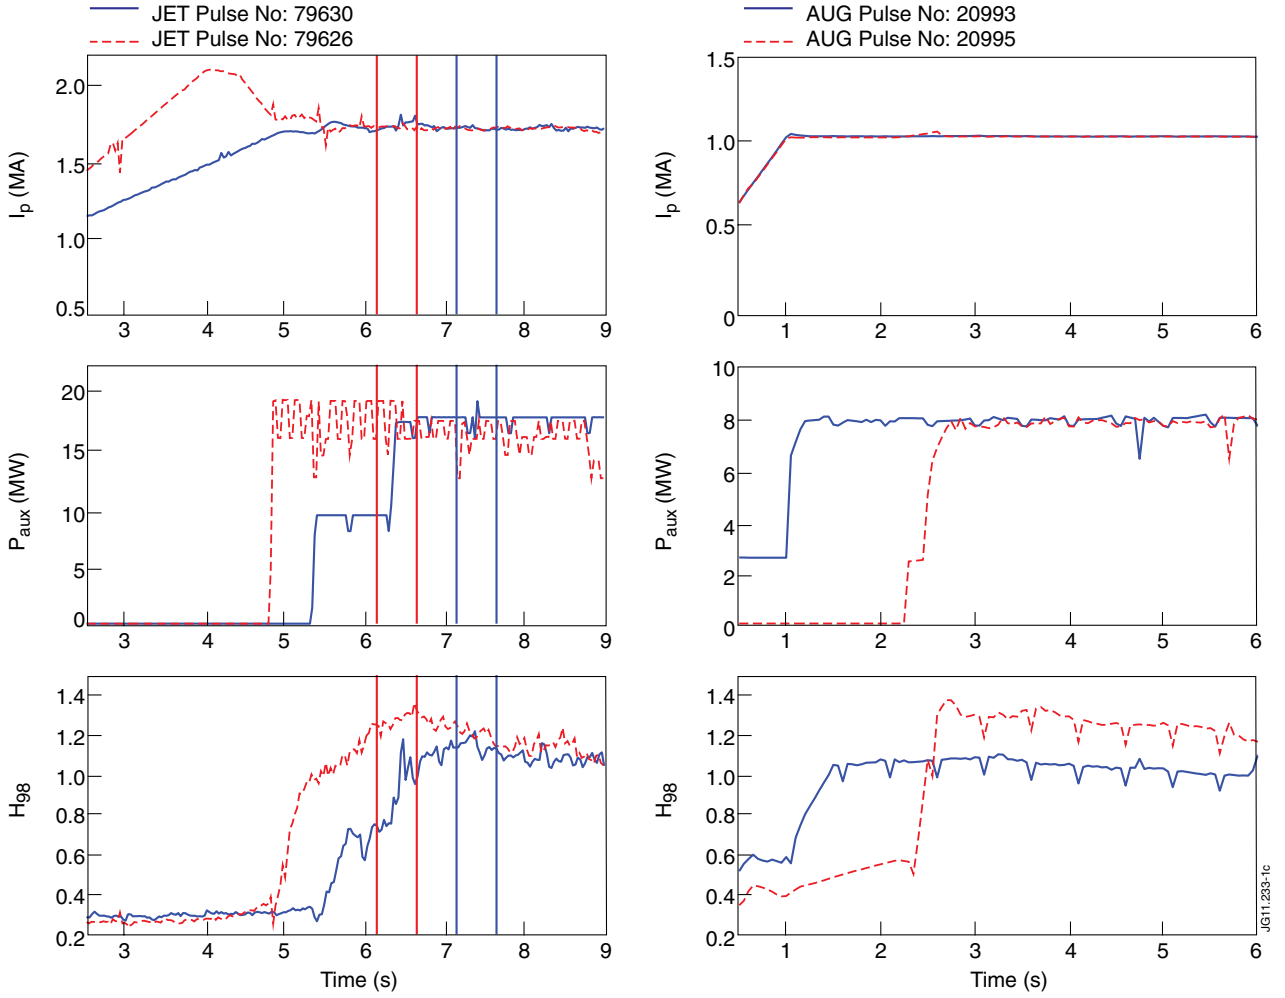 JET Pulse No: 79630
JET Pulse No: 79626
AUG Pulse No: 20993
AUG Pulse No: 20995
Ip (MA)
2.0
1.5
1.0
0.5
3 4 5 6 7 8 9
Ip (MA)
1.5
1.0
0.5
0
1 2 3 4 5 6
Paux (MW)
20
15
10
5
0
3 4 5 6 7 8 9
Paux (MW)
10
8
6
4
2
0
1 2 3 4 5 6
H98
1.4
1.2
1.0
0.8
0.6
0.4
0.2
3 4 5 6 7 8 9
Time (s)
H98
1.4
1.2
1.0
0.8
0.6
0.4
0.2
1 2 3 4 5 6
Time (s)
JG11.233-1c